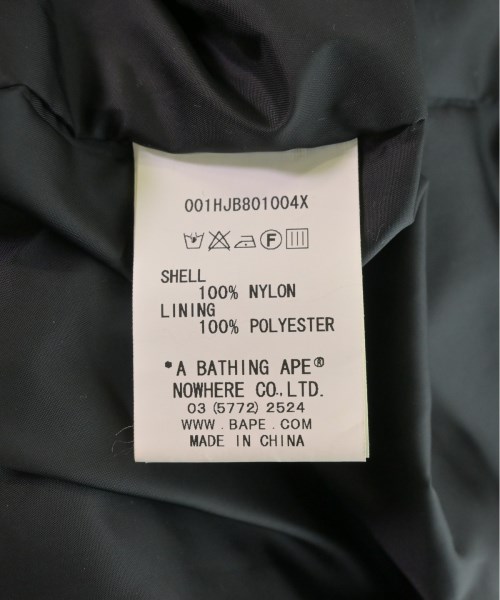 001HJB801004X
F
SHELL
100% NYLON
LINING
100% POLYESTER
*A BATHING APE®
NOWHERE CO.,LTD.
03 (5772) 2524
WWW.BAPE.COM
MADE IN CHINA